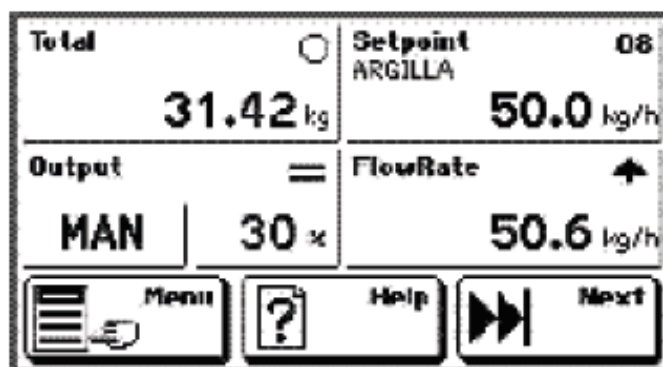 Total
31.42 kg
Setpoint 08
ARGILLA
50.0 kg/h
Output
MAN 30 %
FlowRate
50.6 kg/h
Menu
? Help
Next